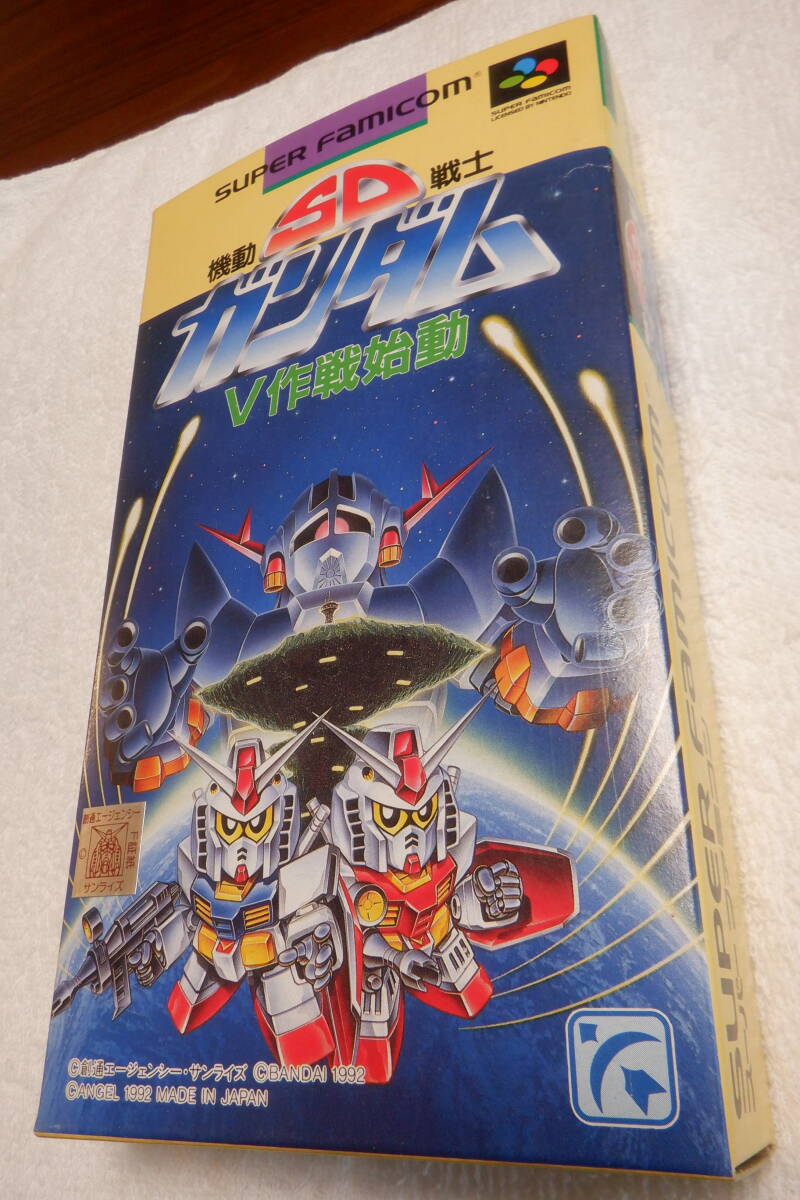 SUPER FAMICOM®
SUPER FAMICOM
LICENSED BY NINTENDO
機動 SD 戦士
ガンダム
V作戦始動
創通エージェンシー
サンライズ
©創通エージェンシー・サンライズ ©BANDAI 1992
©ANGEL 1992 MADE IN JAPAN
SUPER FAMICOM